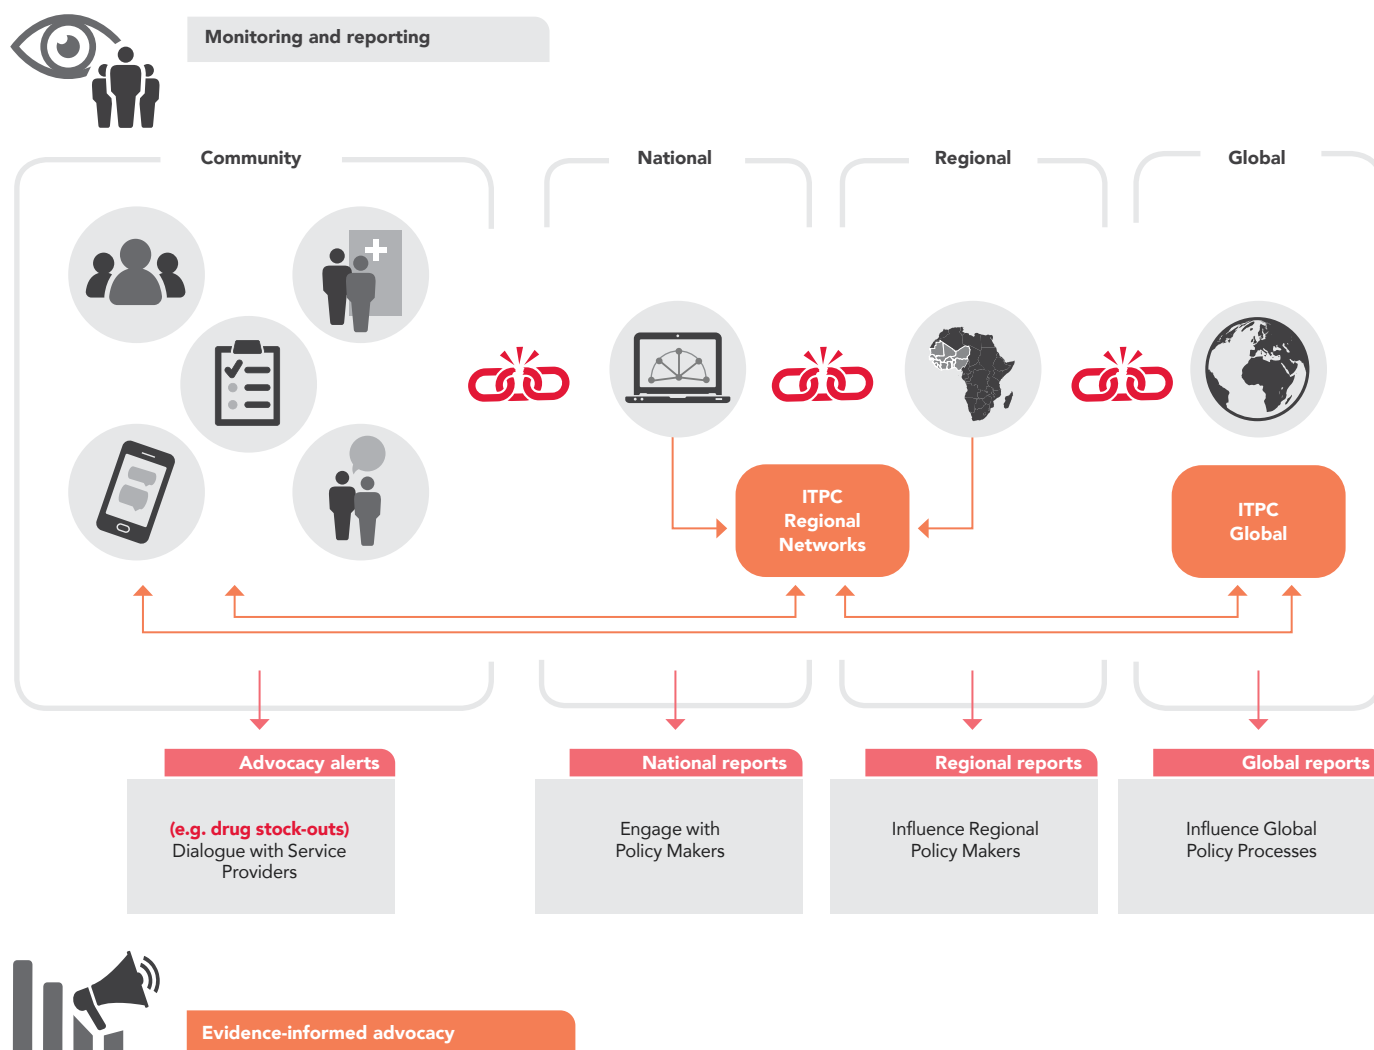 Monitoring and reporting
Community
National
Regional
Global
ITPC
Regional
Networks
ITPC
Global
Advocacy alerts
(e.g. drug stock-outs)
Dialogue with Service
Providers
National reports
Engage with
Policy Makers
Regional reports
Influence Regional
Policy Makers
Global reports
Influence Global
Policy Processes
Evidence-informed advocacy